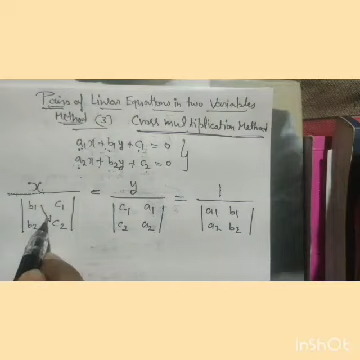 Pairs of Linear Equations in two Variables
Method (3) Cross multiplication Method
a1x + b1y + c1 = 0
a2x + b2y + c2 = 0
x = y = 1
b1 c1 c1 a1 a1 b1
b2 c2 c2 a2 a2 b2
InShOt